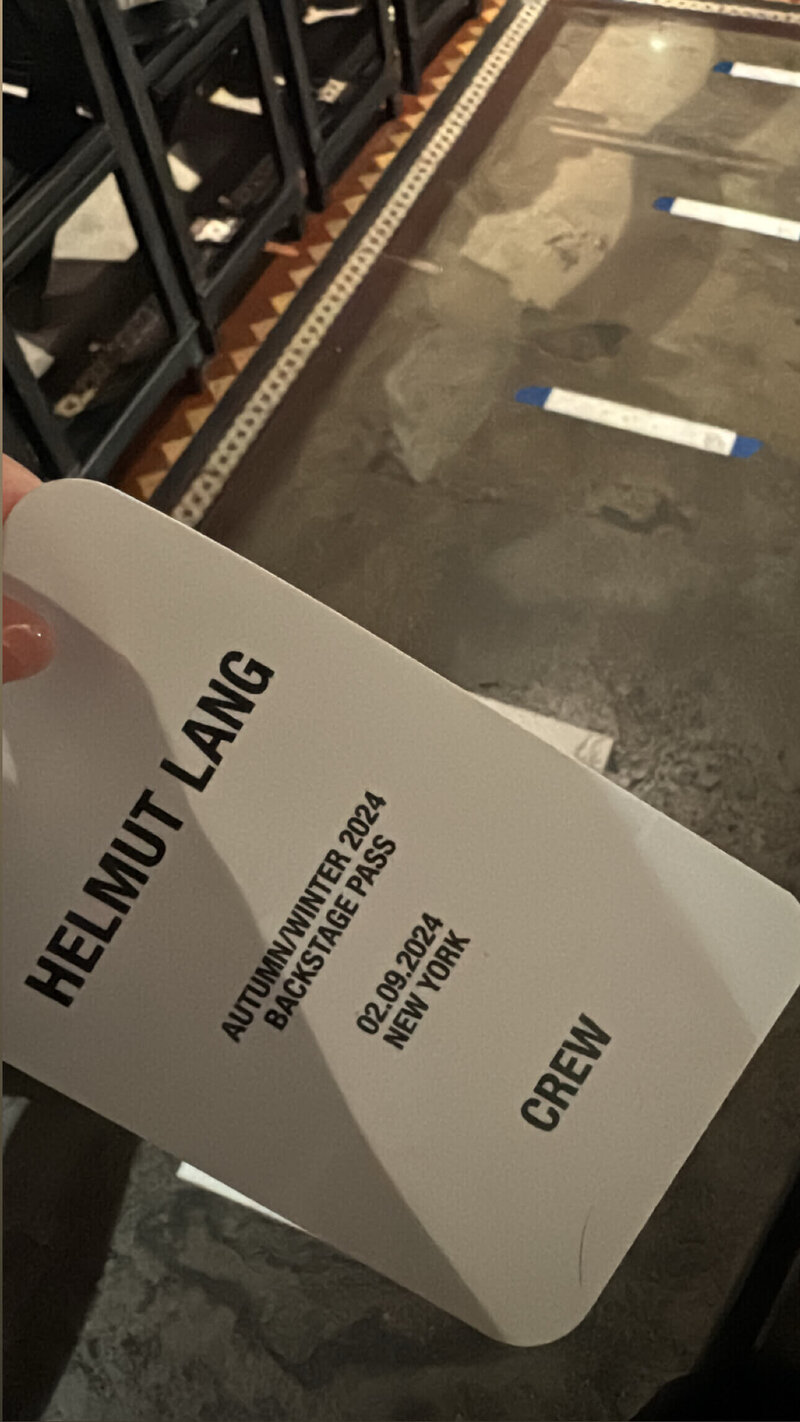 HELMUT LANG
AUTUMN/WINTER 2024
BACKSTAGE PASS
02.09.2024
NEW YORK
CREW